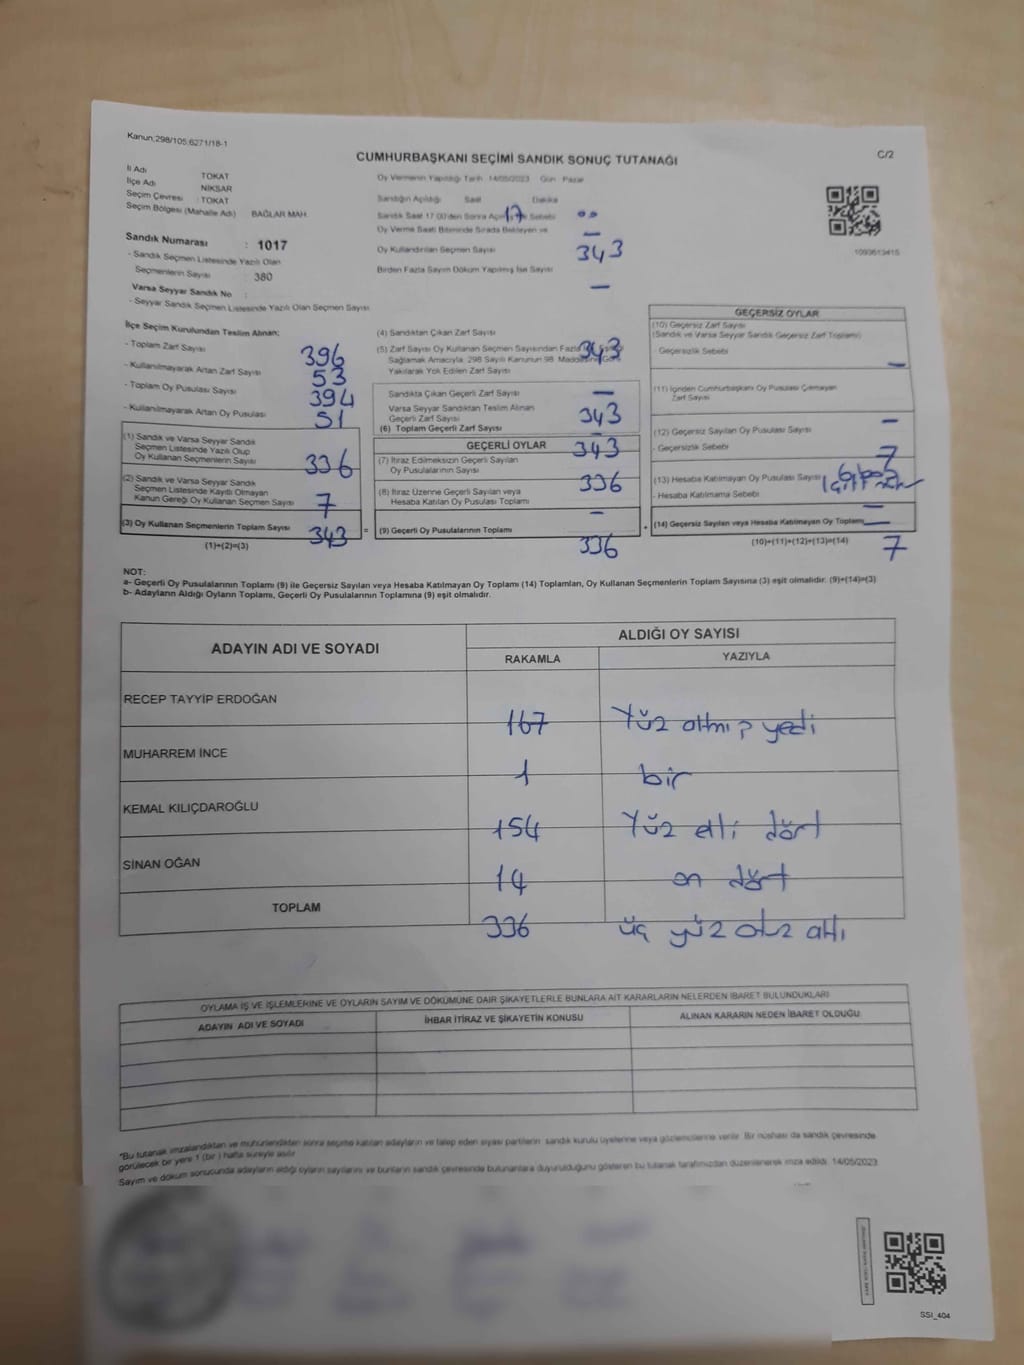 Kanun;298/105;6271/18-1
C/2
CUMHURBAŞKANI SEÇİMİ SANDIK SONUÇ TUTANAĞI
İl Adı TOKAT
İlçe Adı NİKSAR
Seçim Çevresi : TOKAT
Seçim Bölgesi (Mahalle Adı) BAĞLAR MAH.
Oy Vermenin Yapıldığı Tarih 14/05/2023 Gün : Pazar
Sandığın Açıldığı Saat Dakika
17 ..
Sandık Saat 17.00'den Sonra Sebebi
Oy Verme Saati Bitiminde Sırada Bekleyen ve
Oy Kullandırılan Seçmen Sayısı
343
Birden Fazla Sayım Döküm Yapılmış İse Sayısı
1093613415
Sandık Numarası : 1017
- Sandık Seçmen Listesinde Yazılı Olan
Seçmenlerin Sayısı : 380
Varsa Seyyar Sandık No :
- Seyyar Sandık Seçmen Listesinde Yazılı Olan Seçmen Sayısı
İlçe Seçim Kurulundan Teslim Alınan:
- Toplam Zarf Sayısı 396
- Kullanılmayarak Artan Zarf Sayısı 53
- Toplam Oy Pusulası Sayısı 394
- Kullanılmayarak Artan Oy Pusulası 51
(1) Sandık ve Varsa Seyyar Sandık
Seçmen Listesinde Yazılı Olup
Oy Kullanan Seçmenlerin Sayısı 336
(2) Sandık ve Varsa Seyyar Sandık
Seçmen Listesinde Kayıtlı Olmayan
Kanun Gereği Oy Kullanan Seçmen Sayısı 7
(3) Oy Kullanan Seçmenlerin Toplam Sayısı 343
(1)+(2)=(3)
(4) Sandıktan Çıkan Zarf Sayısı
343
(5) Zarf Sayısı Oy Kullanan Seçmen Sayısından Fazla
Sağlamak Amacıyla 298 Sayılı Kanunun 98. Maddesine Göre
Yakılarak Yok Edilen Zarf Sayısı
Sandıkta Çıkan Geçerli Zarf Sayısı
Varsa Seyyar Sandıktan Teslim Alınan
Geçerli Zarf Sayısı 343
(6) Toplam Geçerli Zarf Sayısı
GEÇERLİ OYLAR 343
(7) İtiraz Edilmeksizin Geçerli Sayılan
Oy Pusulalarının Sayısı 336
(8) İtiraz Üzerine Geçerli Sayılan veya
Hesaba Katılan Oy Pusulası Toplamı
= (9) Geçerli Oy Pusulalarının Toplamı
336
GEÇERSİZ OYLAR
(10) Geçersiz Zarf Sayısı
(Sandık ve Varsa Seyyar Sandık Geçersiz Zarf Toplamı)
Geçersizlik Sebebi
(11) İçinden Cumhurbaşkanı Oy Pusulası Çıkmayan
Zarf Sayısı
(12) Geçersiz Sayılan Oy Pusulası Sayısı
- Geçersizlik Sebebi 7
(13) Hesaba Katılmayan Oy Pusulası Sayısı
- Hesaba Katılmama Sebebi
+ (14) Geçersiz Sayılan veya Hesaba Katılmayan Oy Toplamı
(10)+(11)+(12)+(13)=(14) 7
NOT:
a- Geçerli Oy Pusulalarının Toplamı (9) ile Geçersiz Sayılan veya Hesaba Katılmayan Oy Toplamı (14) Toplamları, Oy Kullanan Seçmenlerin Toplam Sayısına (3) eşit olmalıdır. (9)+(14)=(3)
b- Adayların Aldığı Oyların Toplamı, Geçerli Oy Pusulalarının Toplamına (9) eşit olmalıdır.
ADAYIN ADI VE SOYADI
ALDIĞI OY SAYISI
RAKAMLA YAZIYLA
RECEP TAYYİP ERDOĞAN
167 Yüz altmış yedi
MUHARREM İNCE
1 bir
KEMAL KILIÇDAROĞLU
154 Yüz elli dört
SİNAN OĞAN
14 on dört
TOPLAM
336 üç yüz otuz altı
OYLAMA İŞ VE İŞLEMLERİNE VE OYLARIN SAYIM VE DÖKÜMÜNE DAİR ŞİKAYETLERLE BUNLARA AİT KARARLARIN NELERDEN İBARET BULUNDUKLARI
ADAYIN ADI VE SOYADI İHBAR İTİRAZ VE ŞİKAYETİN KONUSU ALINAN KARARIN NEDEN İBARET OLDUĞU
*Bu tutanak imzalandıktan ve mühürlendikten sonra seçime katılan adayların ve talep eden siyasi partilerin sandık kurulu üyelerine veya gözlemcilerine verilir. Bir nüshası da sandık çevresinde
görülecek bir yere 1 (bir ) hafta süreyle asılır
Sayım ve döküm sonucunda adayların aldığı oyların sayılarını ve bunların sandık çevresinde bulunanlara duyurulduğunu gösteren bu tutanak tarafımızdan düzenlenerek imza edildi. 14/05/2023
SSI_404